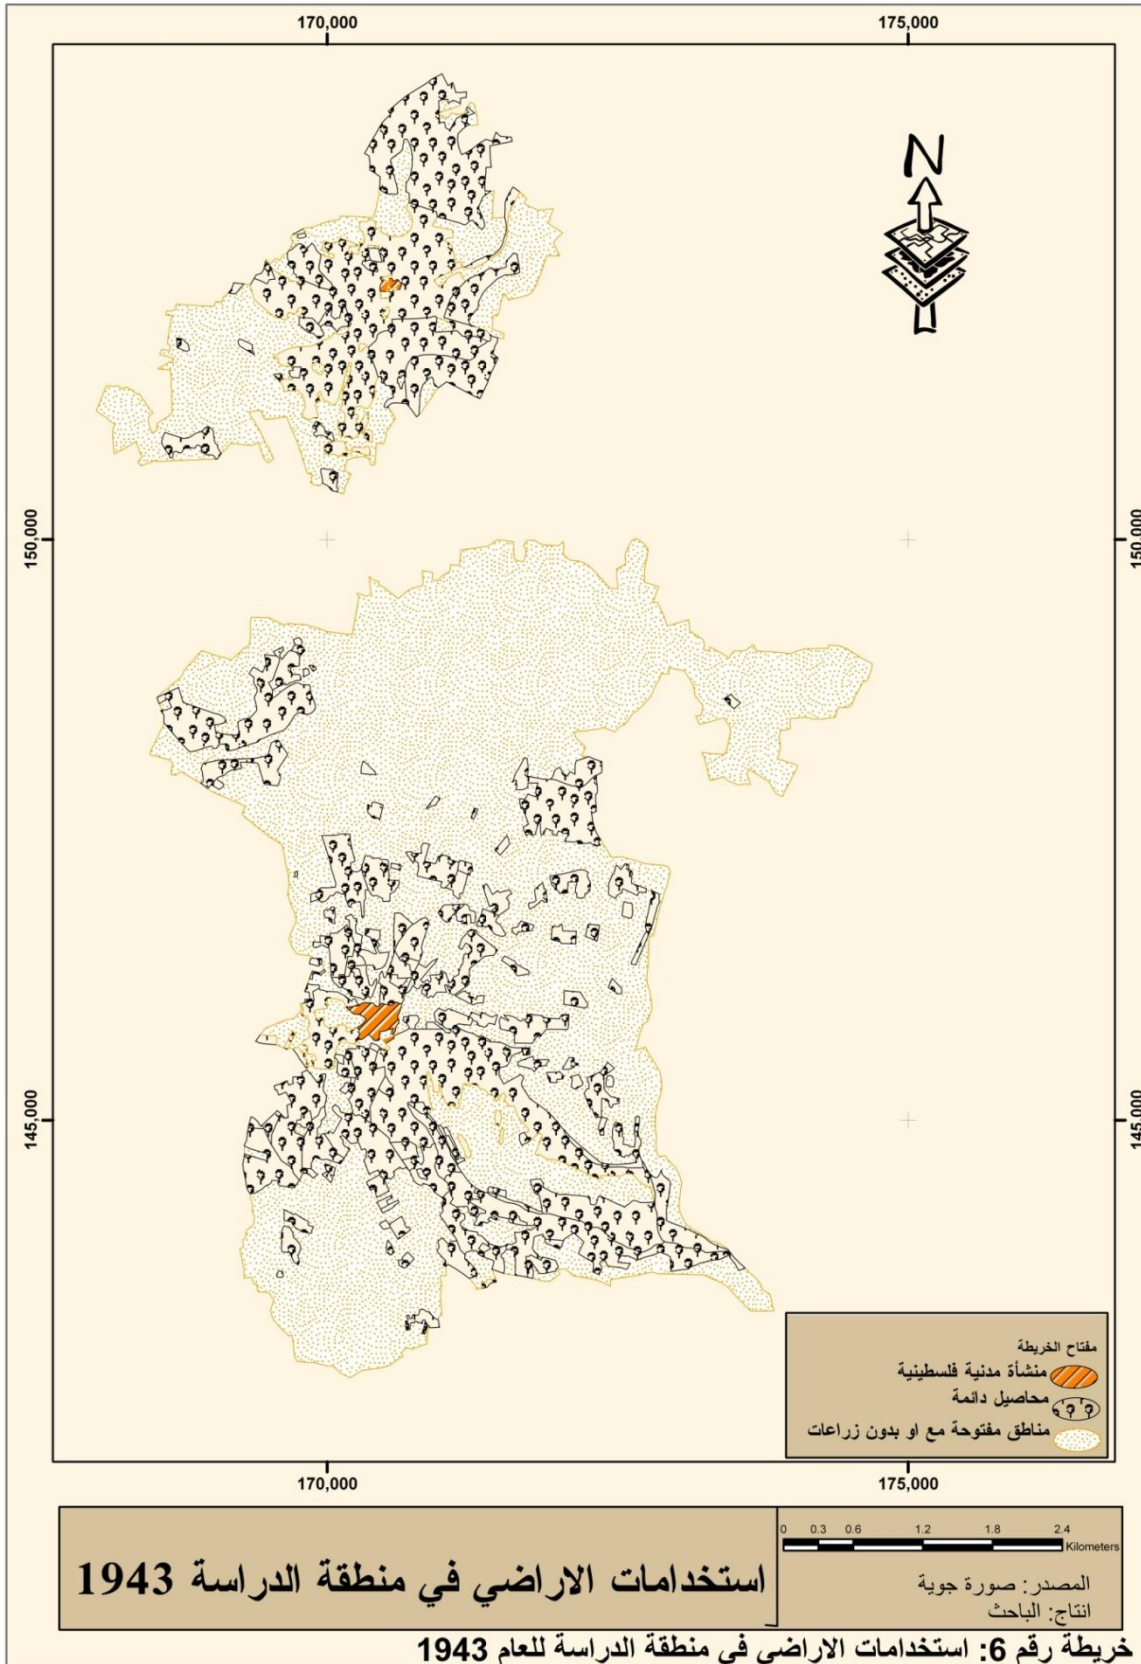 170,000
175,000
N
150,000
150,000
145,000
145,000
مفتاح الخريطة
منشأة مدنية فلسطينية
محاصيل دائمة
مناطق مفتوحة مع او بدون زراعات
170,000
175,000
0 0.3 0.6 1.2 1.8 2.4
Kilometers
استخدامات الاراضي في منطقة الدراسة 1943
المصدر: صورة جوية
انتاج: الباحث
خريطة رقم 6: استخدامات الاراضي في منطقة الدراسة للعام 1943